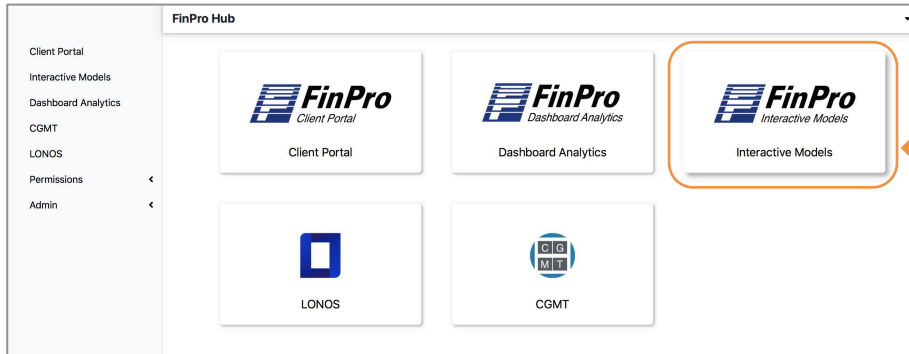 FinPro Hub
Client Portal
Interactive Models
Dashboard Analytics
CGMT
LONOS
Permissions
Admin
FinPro
Client Portal
Client Portal
FinPro
Dashboard Analytics
Dashboard Analytics
FinPro
Interactive Models
Interactive Models
LONOS
C G
M T
CGMT